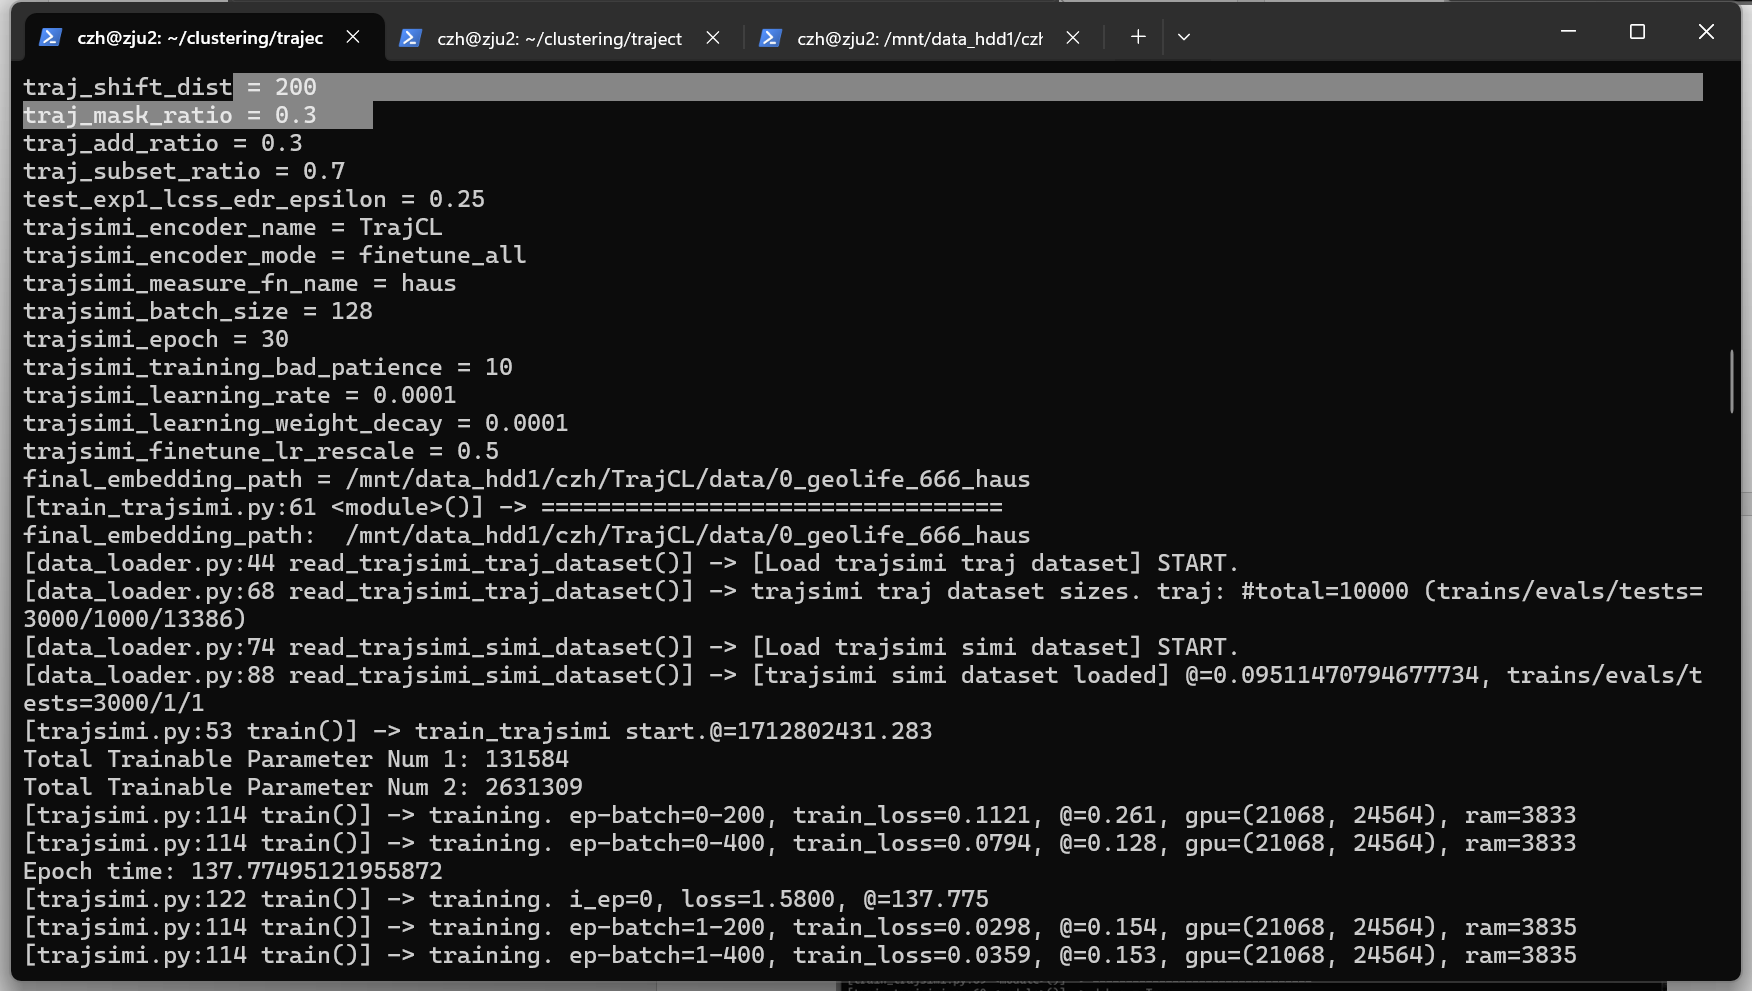 czh@zju2: ~/clustering/trajec
czh@zju2: ~/clustering/traject
czh@zju2: /mnt/data_hdd1/czh
traj_shift_dist = 200
traj_mask_ratio = 0.3
traj_add_ratio = 0.3
traj_subset_ratio = 0.7
test_exp1_lcss_edr_epsilon = 0.25
trajsimi_encoder_name = TrajCL
trajsimi_encoder_mode = finetune_all
trajsimi_measure_fn_name = haus
trajsimi_batch_size = 128
trajsimi_epoch = 30
trajsimi_training_bad_patience = 10
trajsimi_learning_rate = 0.0001
trajsimi_learning_weight_decay = 0.0001
trajsimi_finetune_lr_rescale = 0.5
final_embedding_path = /mnt/data_hdd1/czh/TrajCL/data/0_geolife_666_haus
[train_trajsimi.py:61 <module>()] -> =================================
final_embedding_path:  /mnt/data_hdd1/czh/TrajCL/data/0_geolife_666_haus
[data_loader.py:44 read_trajsimi_traj_dataset()] -> [Load trajsimi traj dataset] START.
[data_loader.py:68 read_trajsimi_traj_dataset()] -> trajsimi traj dataset sizes. traj: #total=10000 (trains/evals/tests=
3000/1000/13386)
[data_loader.py:74 read_trajsimi_simi_dataset()] -> [Load trajsimi simi dataset] START.
[data_loader.py:88 read_trajsimi_simi_dataset()] -> [trajsimi simi dataset loaded] @=0.09511470794677734, trains/evals/t
ests=3000/1/1
[trajsimi.py:53 train()] -> train_trajsimi start.@=1712802431.283
Total Trainable Parameter Num 1: 131584
Total Trainable Parameter Num 2: 2631309
[trajsimi.py:114 train()] -> training. ep-batch=0-200, train_loss=0.1121, @=0.261, gpu=(21068, 24564), ram=3833
[trajsimi.py:114 train()] -> training. ep-batch=0-400, train_loss=0.0794, @=0.128, gpu=(21068, 24564), ram=3833
Epoch time: 137.77495121955872
[trajsimi.py:122 train()] -> training. i_ep=0, loss=1.5800, @=137.775
[trajsimi.py:114 train()] -> training. ep-batch=1-200, train_loss=0.0298, @=0.154, gpu=(21068, 24564), ram=3835
[trajsimi.py:114 train()] -> training. ep-batch=1-400, train_loss=0.0359, @=0.153, gpu=(21068, 24564), ram=3835